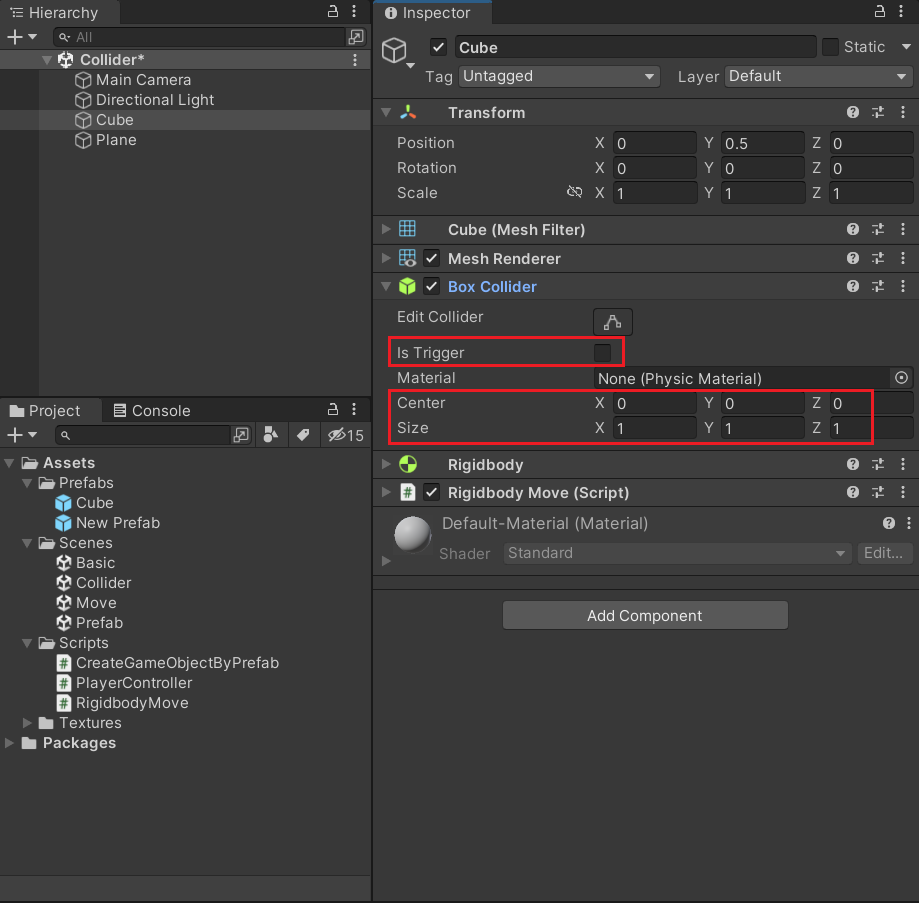 Hierarchy
All
Collider*
Main Camera
Directional Light
Cube
Plane
Project
Console
15
Assets
Prefabs
Cube
New Prefab
Scenes
Basic
Collider
Move
Prefab
Scripts
CreateGameObjectByPrefab
PlayerController
RigidbodyMove
Textures
Packages
Inspector
Cube Static
Tag Untagged Layer Default
Transform
Position X 0 Y 0.5 Z 0
Rotation X 0 Y 0 Z 0
Scale X 1 Y 1 Z 1
Cube (Mesh Filter)
Mesh Renderer
Box Collider
Edit Collider
Is Trigger
Material None (Physic Material)
Center X 0 Y 0 Z 0
Size X 1 Y 1 Z 1
Rigidbody
# Rigidbody Move (Script)
Default-Material (Material)
Shader Standard Edit...
Add Component